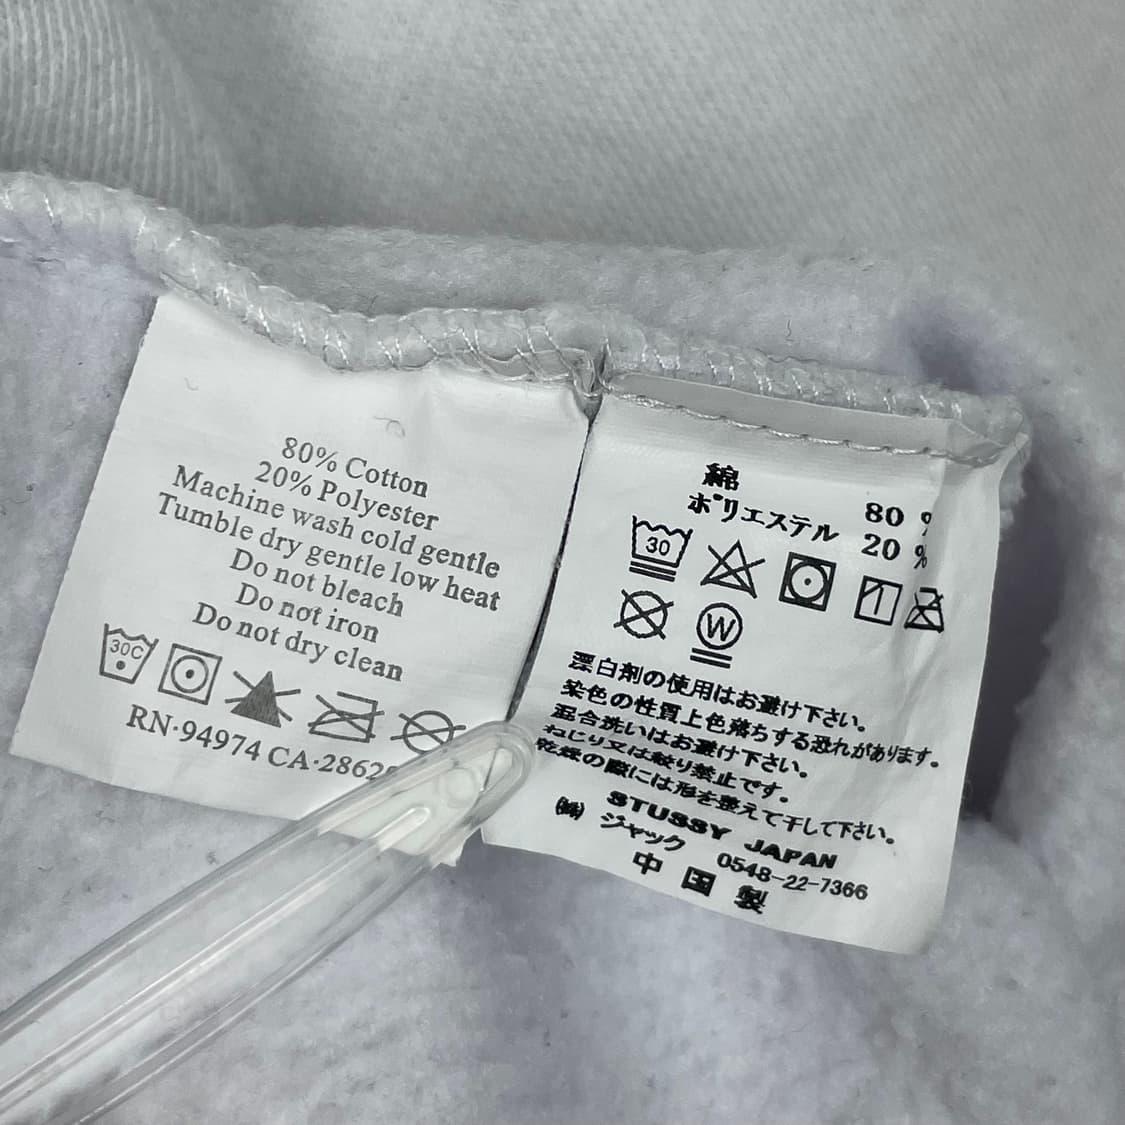 80% Cotton
20% Polyester
Machine wash cold gentle
Tumble dry gentle low heat
Do not bleach
Do not iron
Do not dry clean
30C
RN·94974 CA·2862
綿 80 %
ポリエステル 20 %
30
W
漂白剤の使用はお避け下さい。
染色の性質上色落ちする恐れがあります。
混合洗いはお避け下さい。
ねじり又は絞り禁止です。
乾燥の際には形を整えて干して下さい。
STUSSY JAPAN
㈱ ジャック 0548-22-7366
中国製